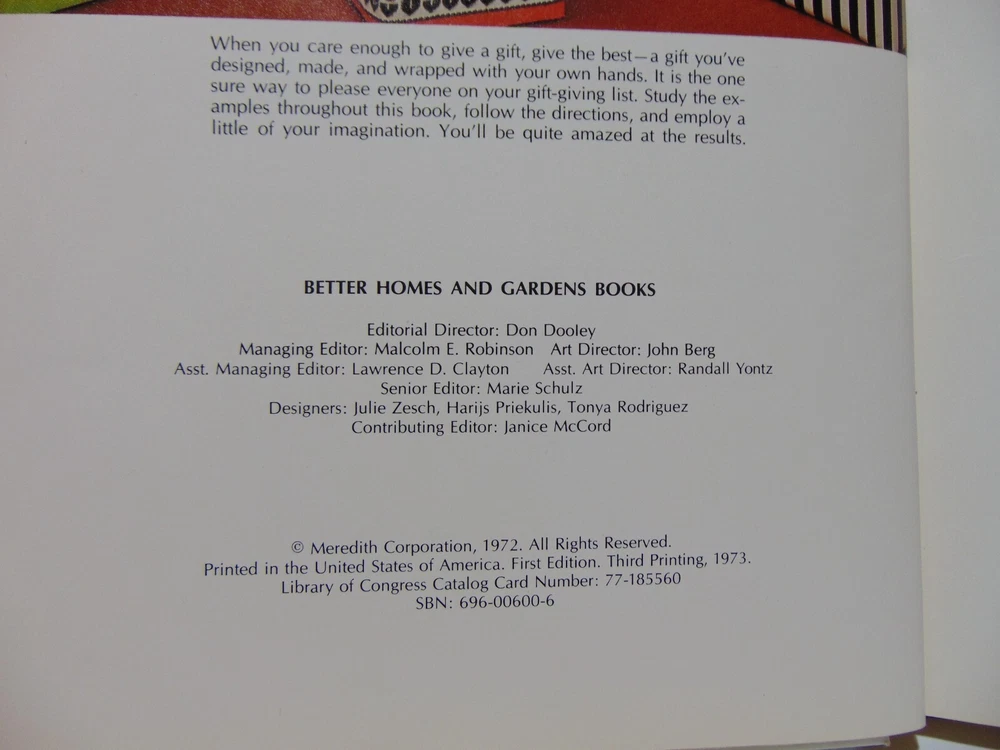 When you care enough to give a gift, give the best—a gift you've
designed, made, and wrapped with your own hands. It is the one
sure way to please everyone on your gift-giving list. Study the ex-
amples throughout this book, follow the directions, and employ a
little of your imagination. You'll be quite amazed at the results.
BETTER HOMES AND GARDENS BOOKS
Editorial Director: Don Dooley
Managing Editor: Malcolm E. Robinson Art Director: John Berg
Asst. Managing Editor: Lawrence D. Clayton Asst. Art Director: Randall Yontz
Senior Editor: Marie Schulz
Designers: Julie Zesch, Harijs Priekulis, Tonya Rodriguez
Contributing Editor: Janice McCord
© Meredith Corporation, 1972. All Rights Reserved.
Printed in the United States of America. First Edition. Third Printing, 1973.
Library of Congress Catalog Card Number: 77-185560
SBN: 696-00600-6